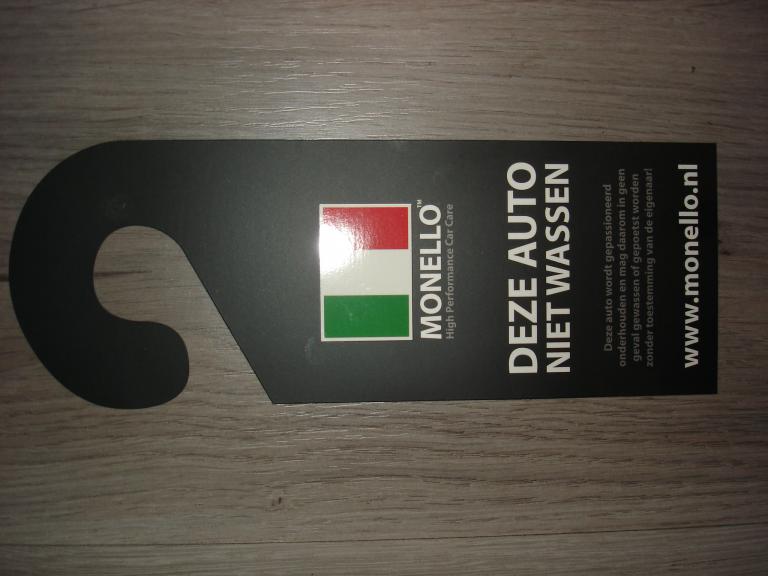 MONELLO™
High Performance Car Care
DEZE AUTO
NIET WASSEN
Deze auto wordt gepassioneerd
onderhouden en mag daarom in geen
geval gewassen of gepoetst worden
zonder toestemming van de eigenaar!
www.monello.nl